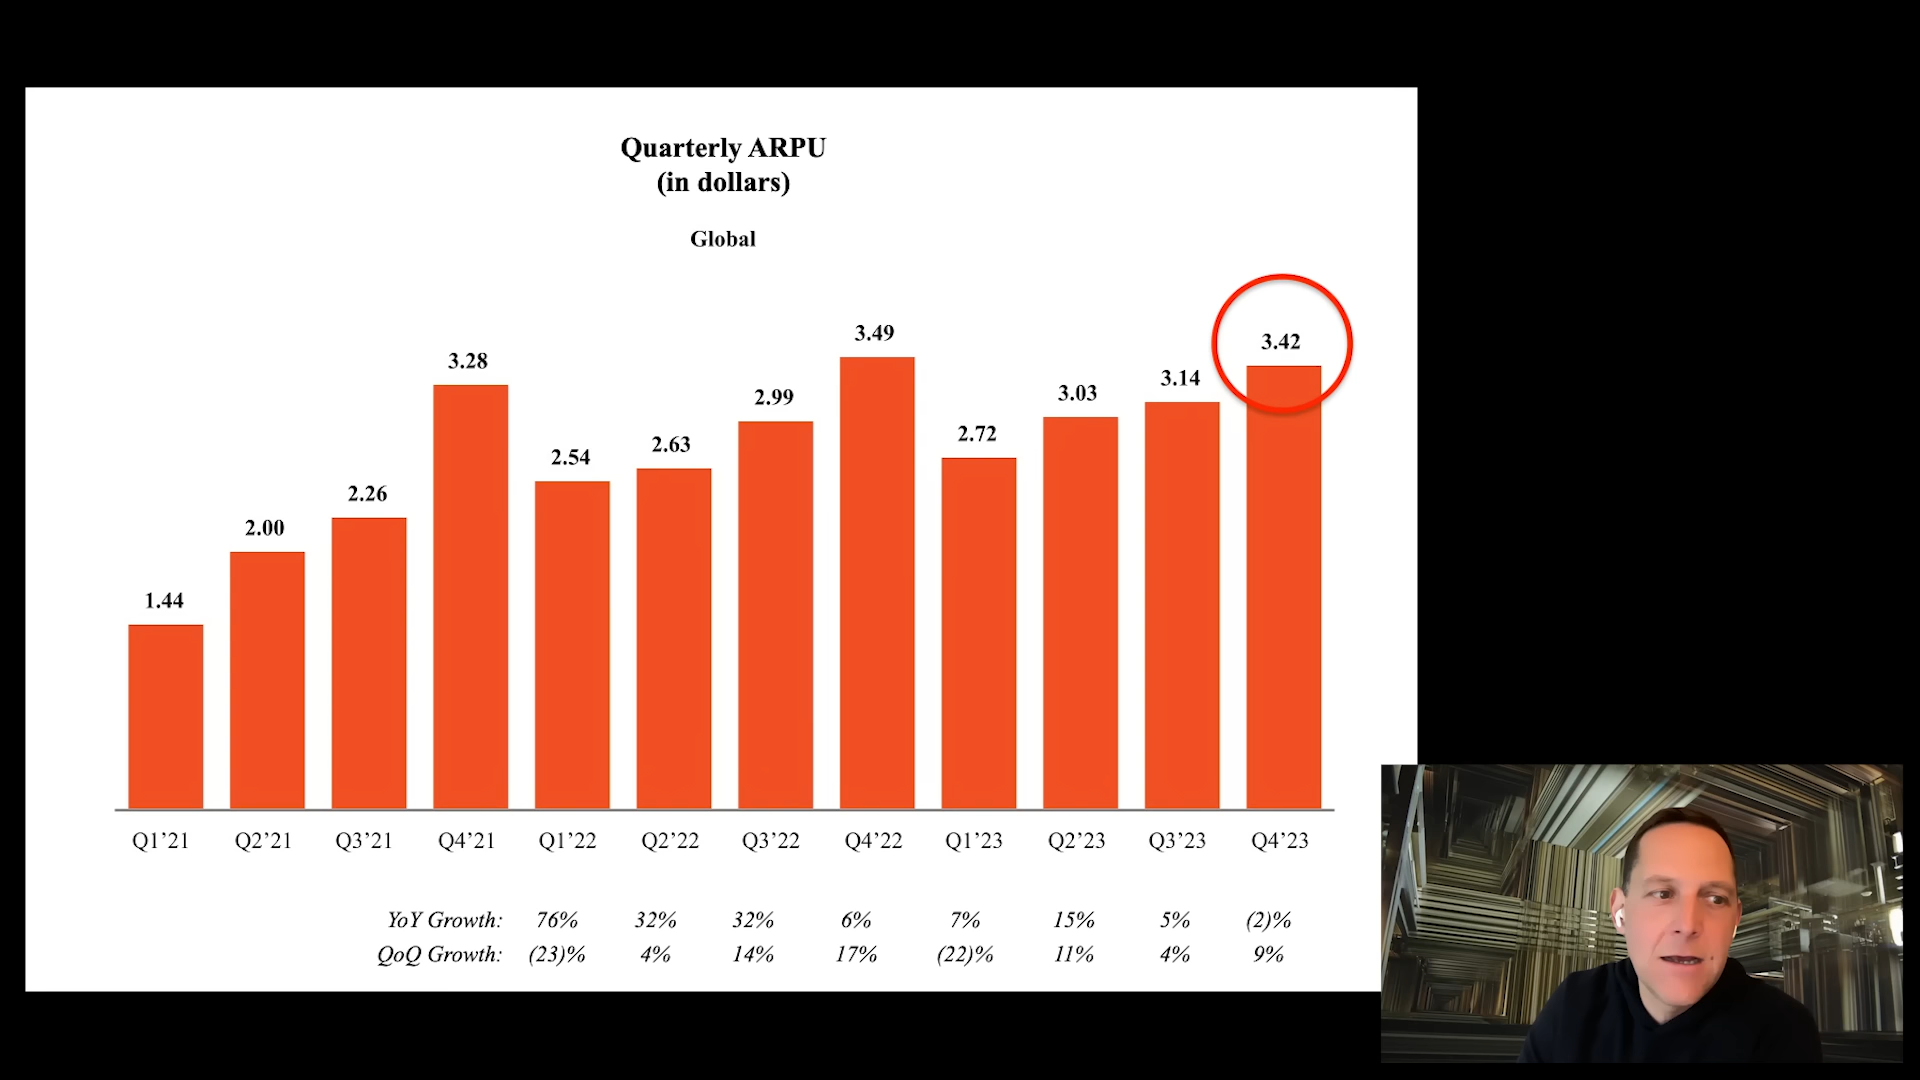 Quarterly ARPU
(in dollars)
Global
1.44
2.00
2.26
3.28
2.54
2.63
2.99
3.49
2.72
3.03
3.14
3.42
Q1’21 Q2’21 Q3’21 Q4’21 Q1’22 Q2’22 Q3’22 Q4’22 Q1’23 Q2’23 Q3’23 Q4’23
YoY Growth: 76% 32% 32% 6% 7% 15% 5% (2)%
QoQ Growth: (23)% 4% 14% 17% (22)% 11% 4% 9%